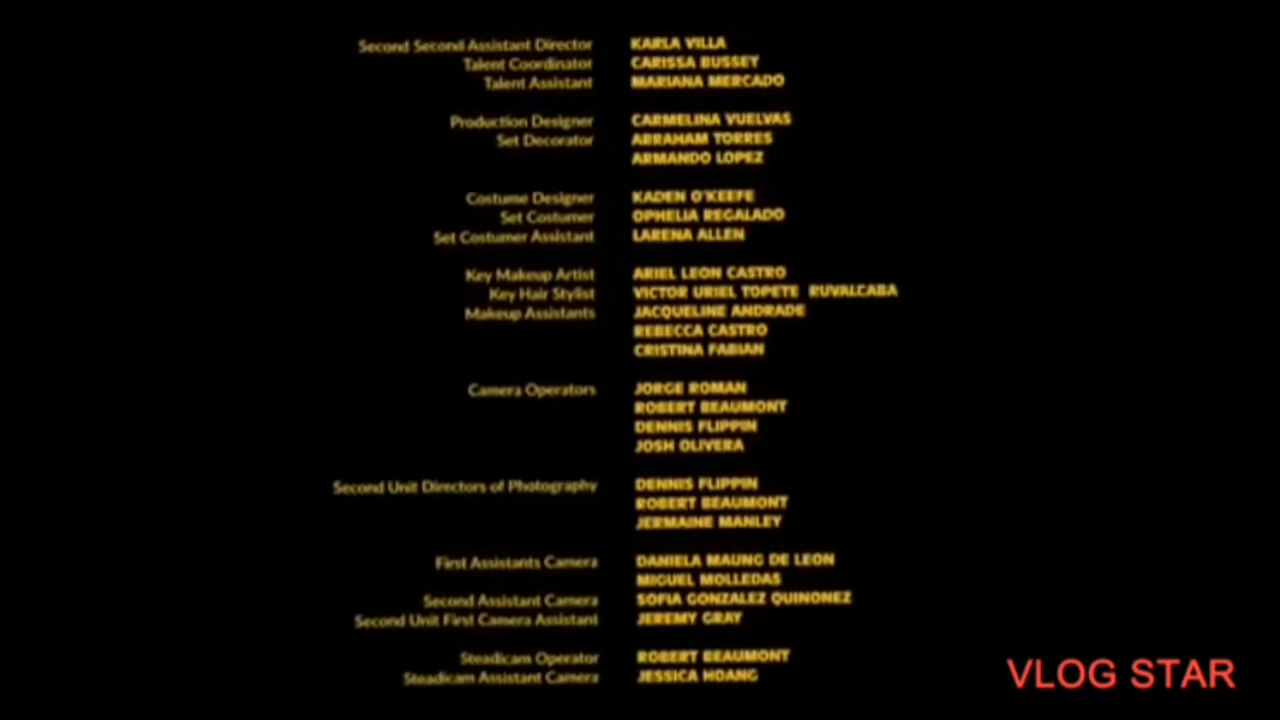 Second Second Assistant Director KARLA VILLA
Talent Coordinator CARISSA BUSSEY
Talent Assistant MARIANA MERCADO
Production Designer CARMELINA VUELVAS
Set Decorator ABRAHAM TORRES
ARMANDO LOPEZ
Costume Designer KADEN O'KEEFE
Set Costumer OPHELIA REGALADO
Set Costumer Assistant LARENA ALLEN
Key Makeup Artist ARIEL LEON CASTRO
Key Hair Stylist VICTOR URIEL TOPETE RUVALCABA
Makeup Assistants JACQUELINE ANDRADE
REBECCA CASTRO
CRISTINA FABIAN
Camera Operators JORGE ROMAN
ROBERT BEAUMONT
DENNIS FLIPPIN
JOSH OLIVERA
Second Unit Directors of Photography DENNIS FLIPPIN
ROBERT BEAUMONT
JERMAINE MANLEY
First Assistants Camera DANIELA MAUNG DE LEON
MIGUEL MOLLEDAS
Second Assistant Camera SOFIA GONZALEZ QUINONEZ
Second Unit First Camera Assistant JEREMY GRAY
Steadicam Operator ROBERT BEAUMONT
Steadicam Assistant Camera JESSICA HOANG
VLOG STAR